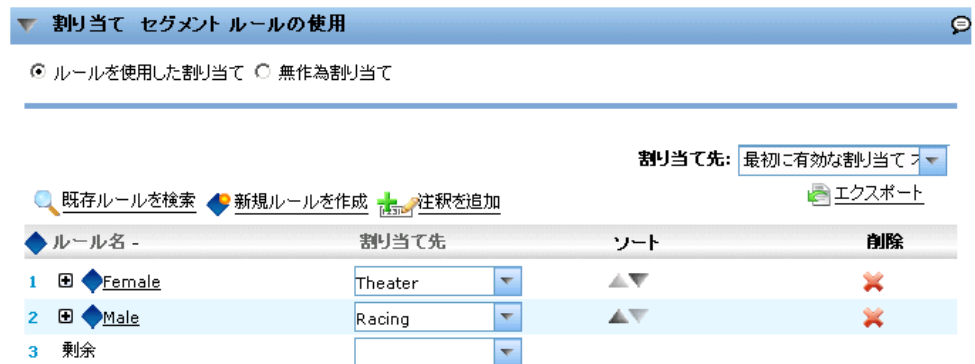 割り当て セグメント ルールの使用
ルールを使用した割り当て 無作為割り当て
割り当て先: 最初に有効な割り当て
エクスポート
既存ルールを検索 新規ルールを作成 注釈を追加
ルール名 - 割り当て先 ソート 削除
1 Female Theater
2 Male Racing
3 剰余